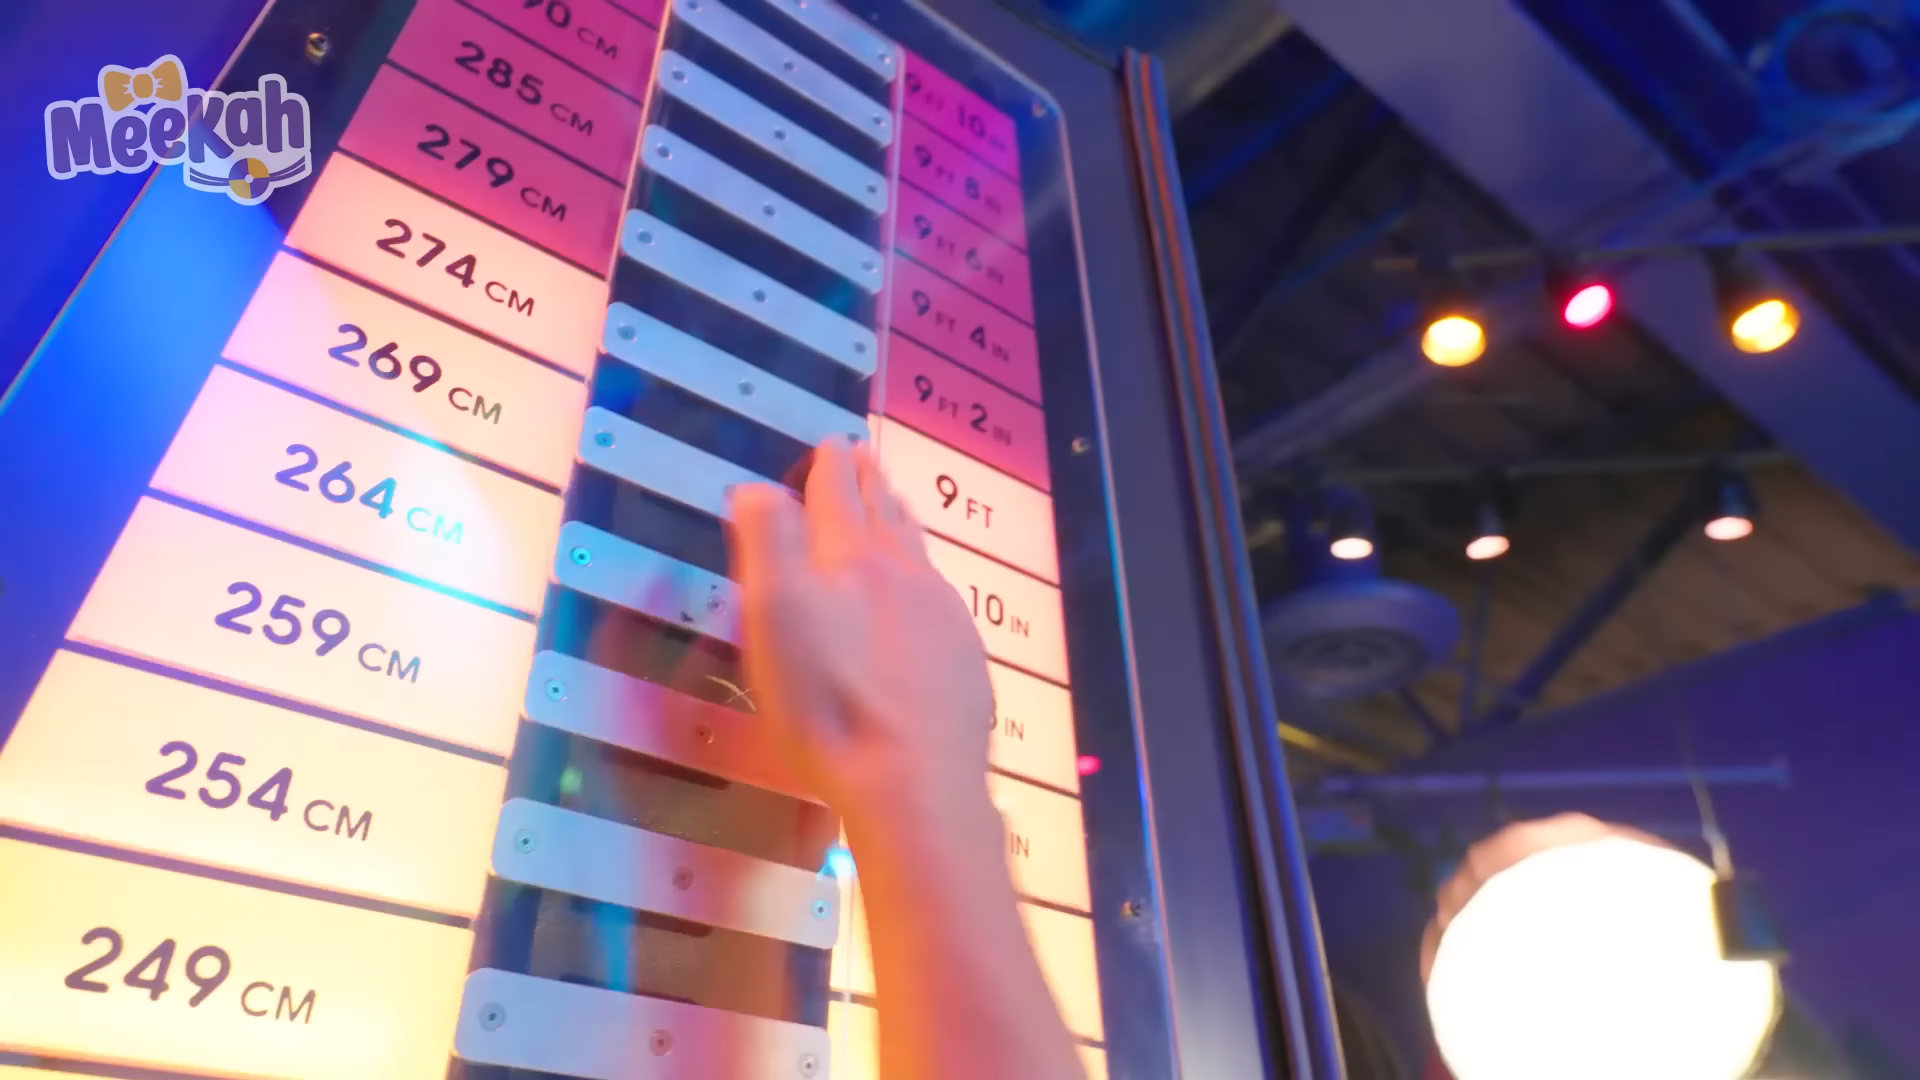 Meekah
90 CM
285 CM
279 CM
274 CM
269 CM
264 CM
259 CM
254 CM
249 CM
9 FT 10 IN
9 FT 8 IN
9 FT 6 IN
9 FT 4 IN
9 FT 2 IN
9 FT
10 IN
IN
IN